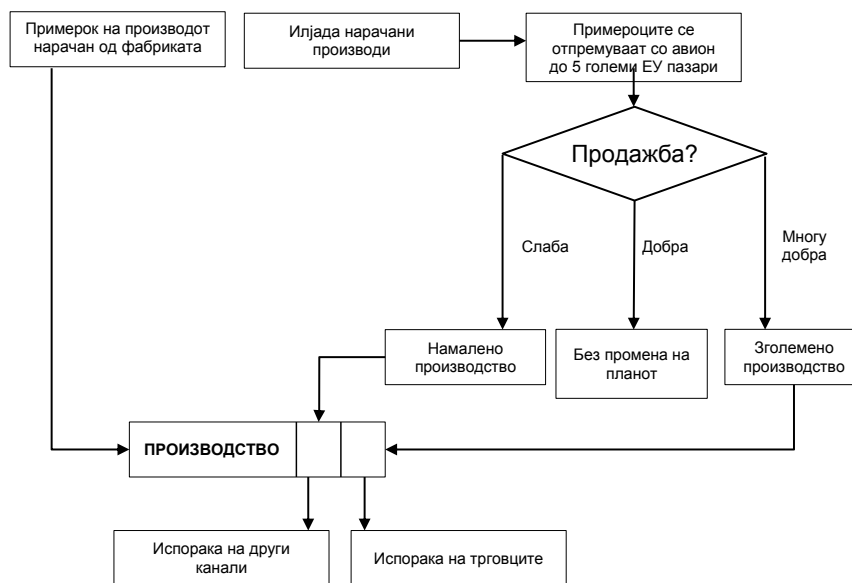 Примерок на производот
нарачан од фабриката
Илјада нарачани
производи
Примероците се
отпремуваат со авион
до 5 големи ЕУ пазари
Продажба?
Слаба
Добра
Многу
добра
Намалено
производство
Без промена на
планот
Зголемено
производство
ПРОИЗВОДСТВО
Испорака на други
канали
Испорака на трговците